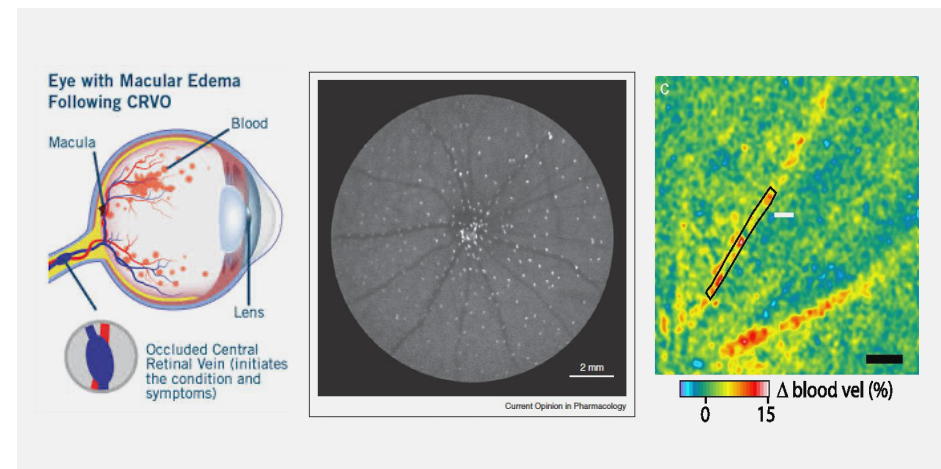 Eye with Macular Edema
Following CRVO
Macula
Blood
Lens
Occluded Central
Retinal Vein (initiates
the condition and
symptoms)
2 mm
Current Opinion in Pharmacology
C
Δ blood vel (%)
0
15